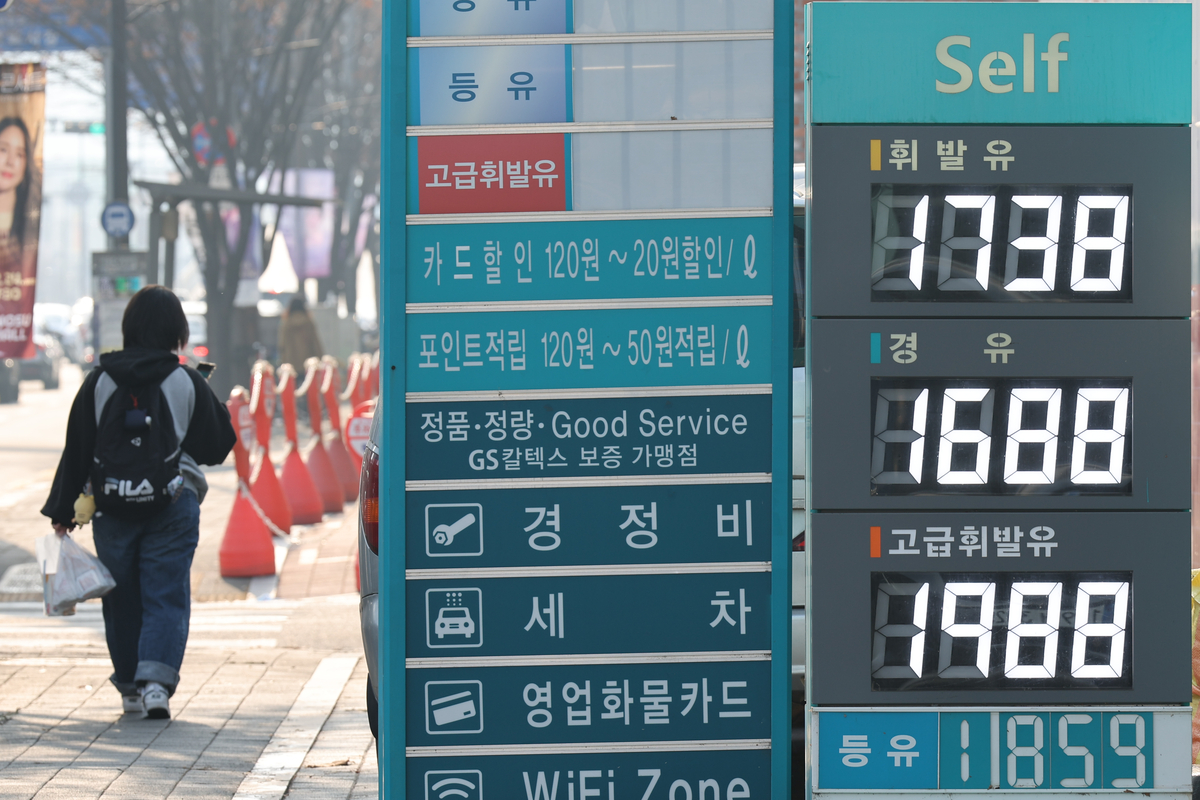 등 유
등 유
고급휘발유
카 드 할 인 120원 ~ 20원할인/ℓ
포인트적립 120원 ~ 50원적립/ℓ
정품·정량·Good Service
GS칼텍스 보증 가맹점
경 정 비
세 차
영업화물카드
WiFi Zone
Self
휘 발 유
1738
경 유
1688
고급휘발유
1988
등 유
1859
FILA